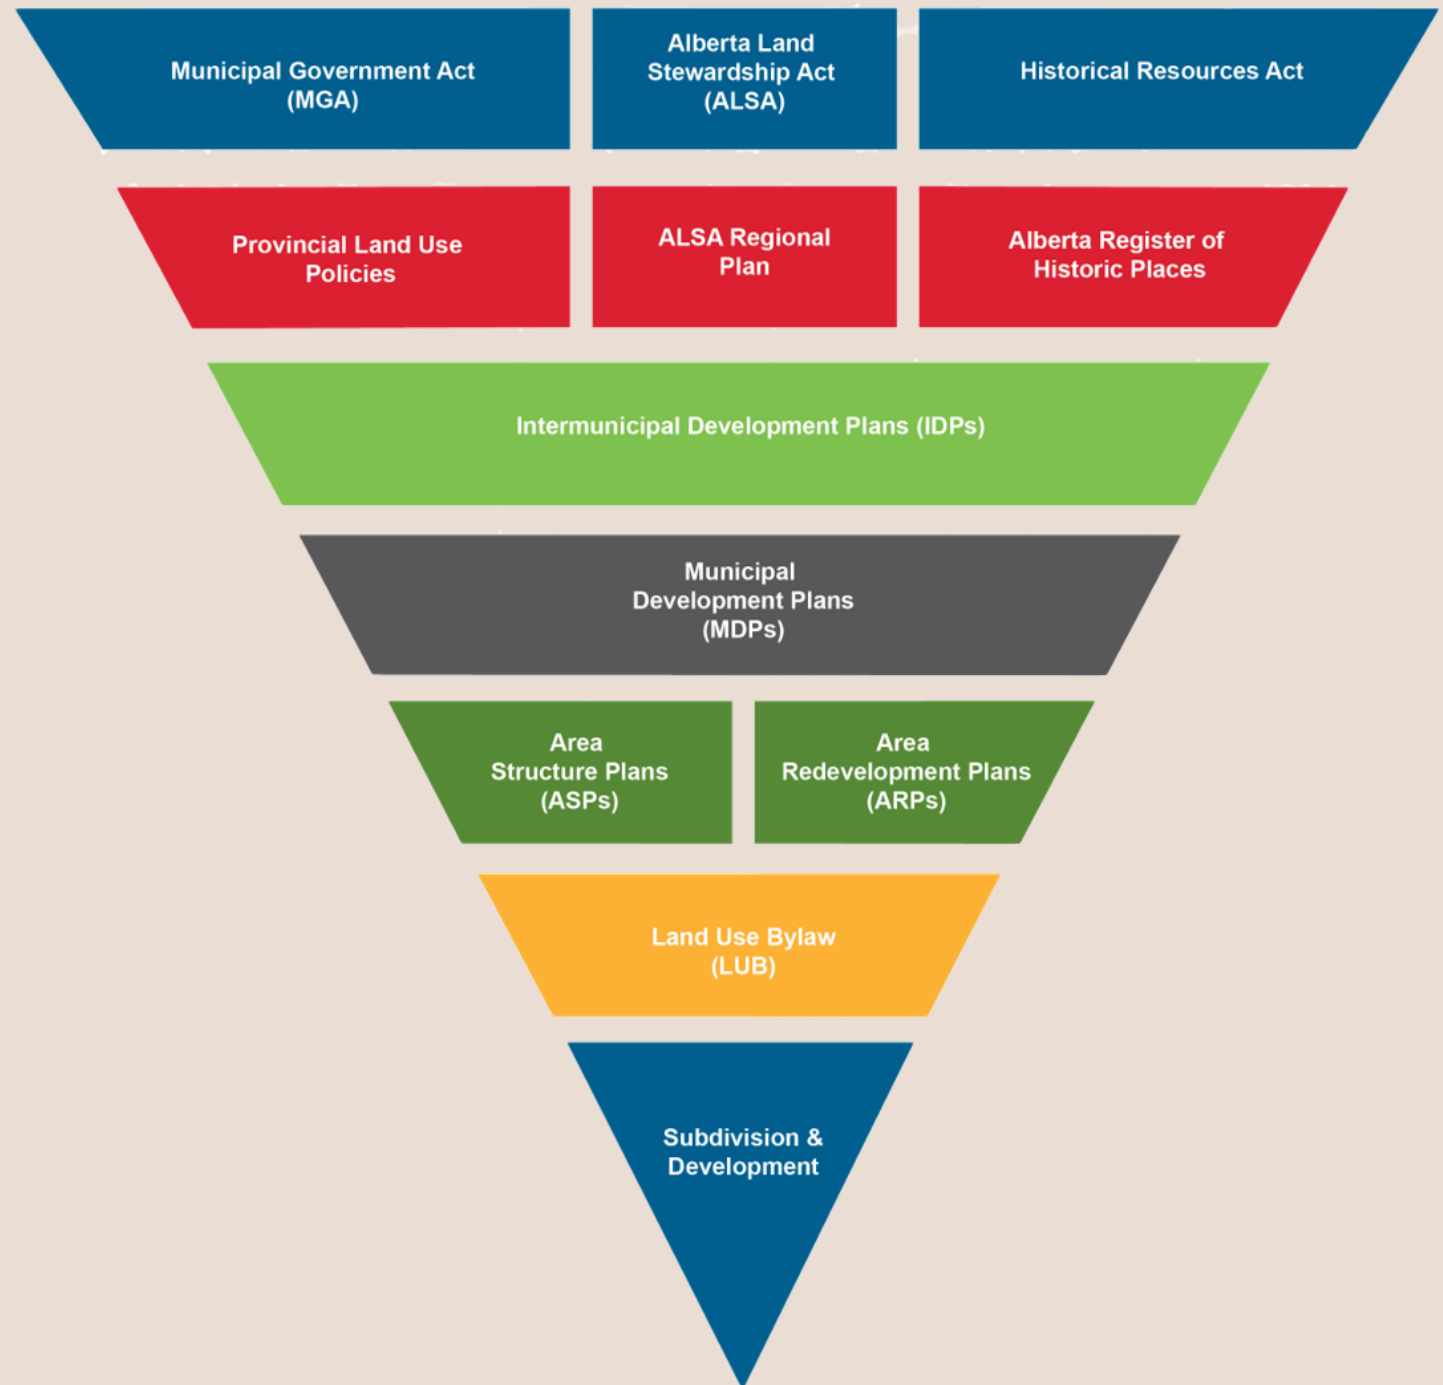 Municipal Government Act
(MGA)
Alberta Land
Stewardship Act
(ALSA)
Historical Resources Act
Provincial Land Use
Policies
ALSA Regional
Plan
Alberta Register of
Historic Places
Intermunicipal Development Plans (IDPs)
Municipal
Development Plans
(MDPs)
Area
Structure Plans
(ASPs)
Area
Redevelopment Plans
(ARPs)
Land Use Bylaw
(LUB)
Subdivision &
Development